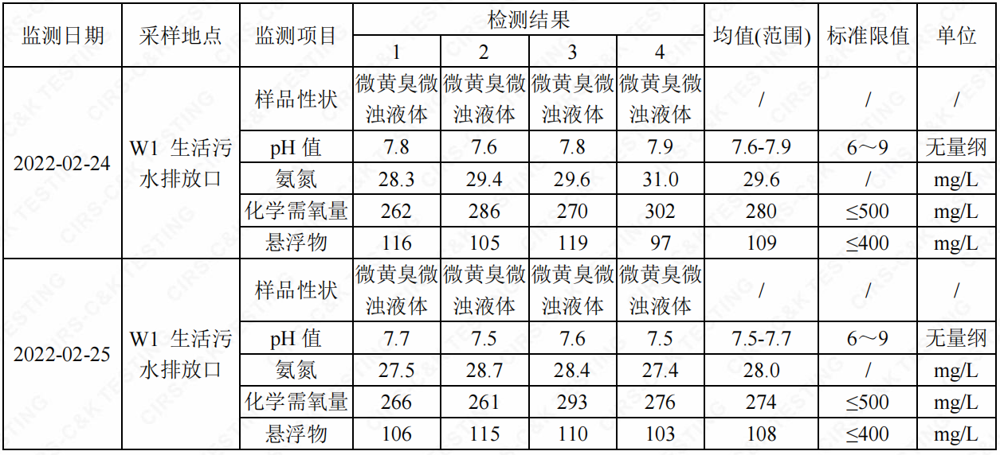 监测日期 采样地点 监测项目 检测结果 均值(范围) 标准限值 单位
1 2 3 4
2022-02-24 W1 生活污水排放口 样品性状 微黄臭微浊液体 微黄臭微浊液体 微黄臭微浊液体 微黄臭微浊液体 / / /
pH 值 7.8 7.6 7.8 7.9 7.6-7.9 6～9 无量纲
氨氮 28.3 29.4 29.6 31.0 29.6 / mg/L
化学需氧量 262 286 270 302 280 ≤500 mg/L
悬浮物 116 105 119 97 109 ≤400 mg/L
2022-02-25 W1 生活污水排放口 样品性状 微黄臭微浊液体 微黄臭微浊液体 微黄臭微浊液体 微黄臭微浊液体 / / /
pH 值 7.7 7.5 7.6 7.5 7.5-7.7 6～9 无量纲
氨氮 27.5 28.7 28.4 27.4 28.0 / mg/L
化学需氧量 266 261 293 276 274 ≤500 mg/L
悬浮物 106 115 110 103 108 ≤400 mg/L
CIRS-C&K TESTING